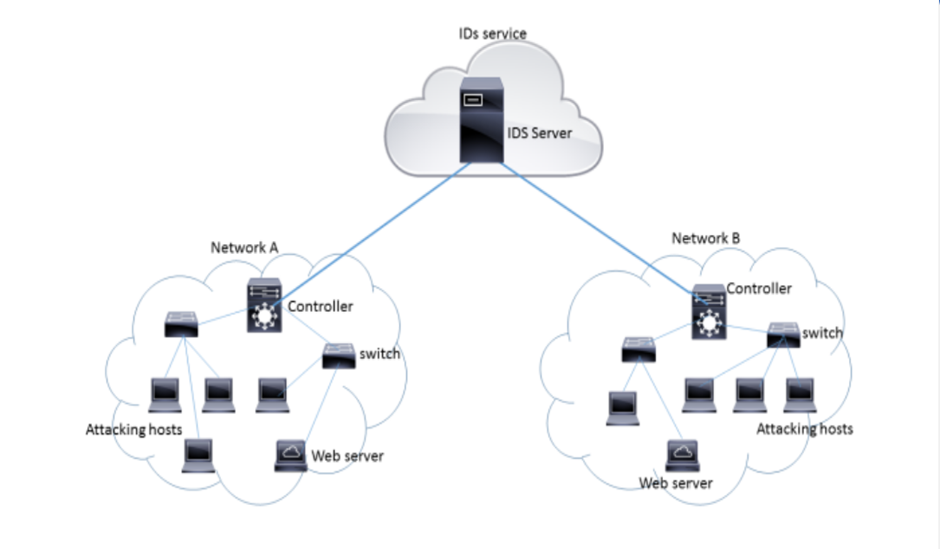 IDs service
IDS Server
Network A
Network B
Controller
Controller
switch
switch
Attacking hosts
Attacking hosts
Web server
Web server